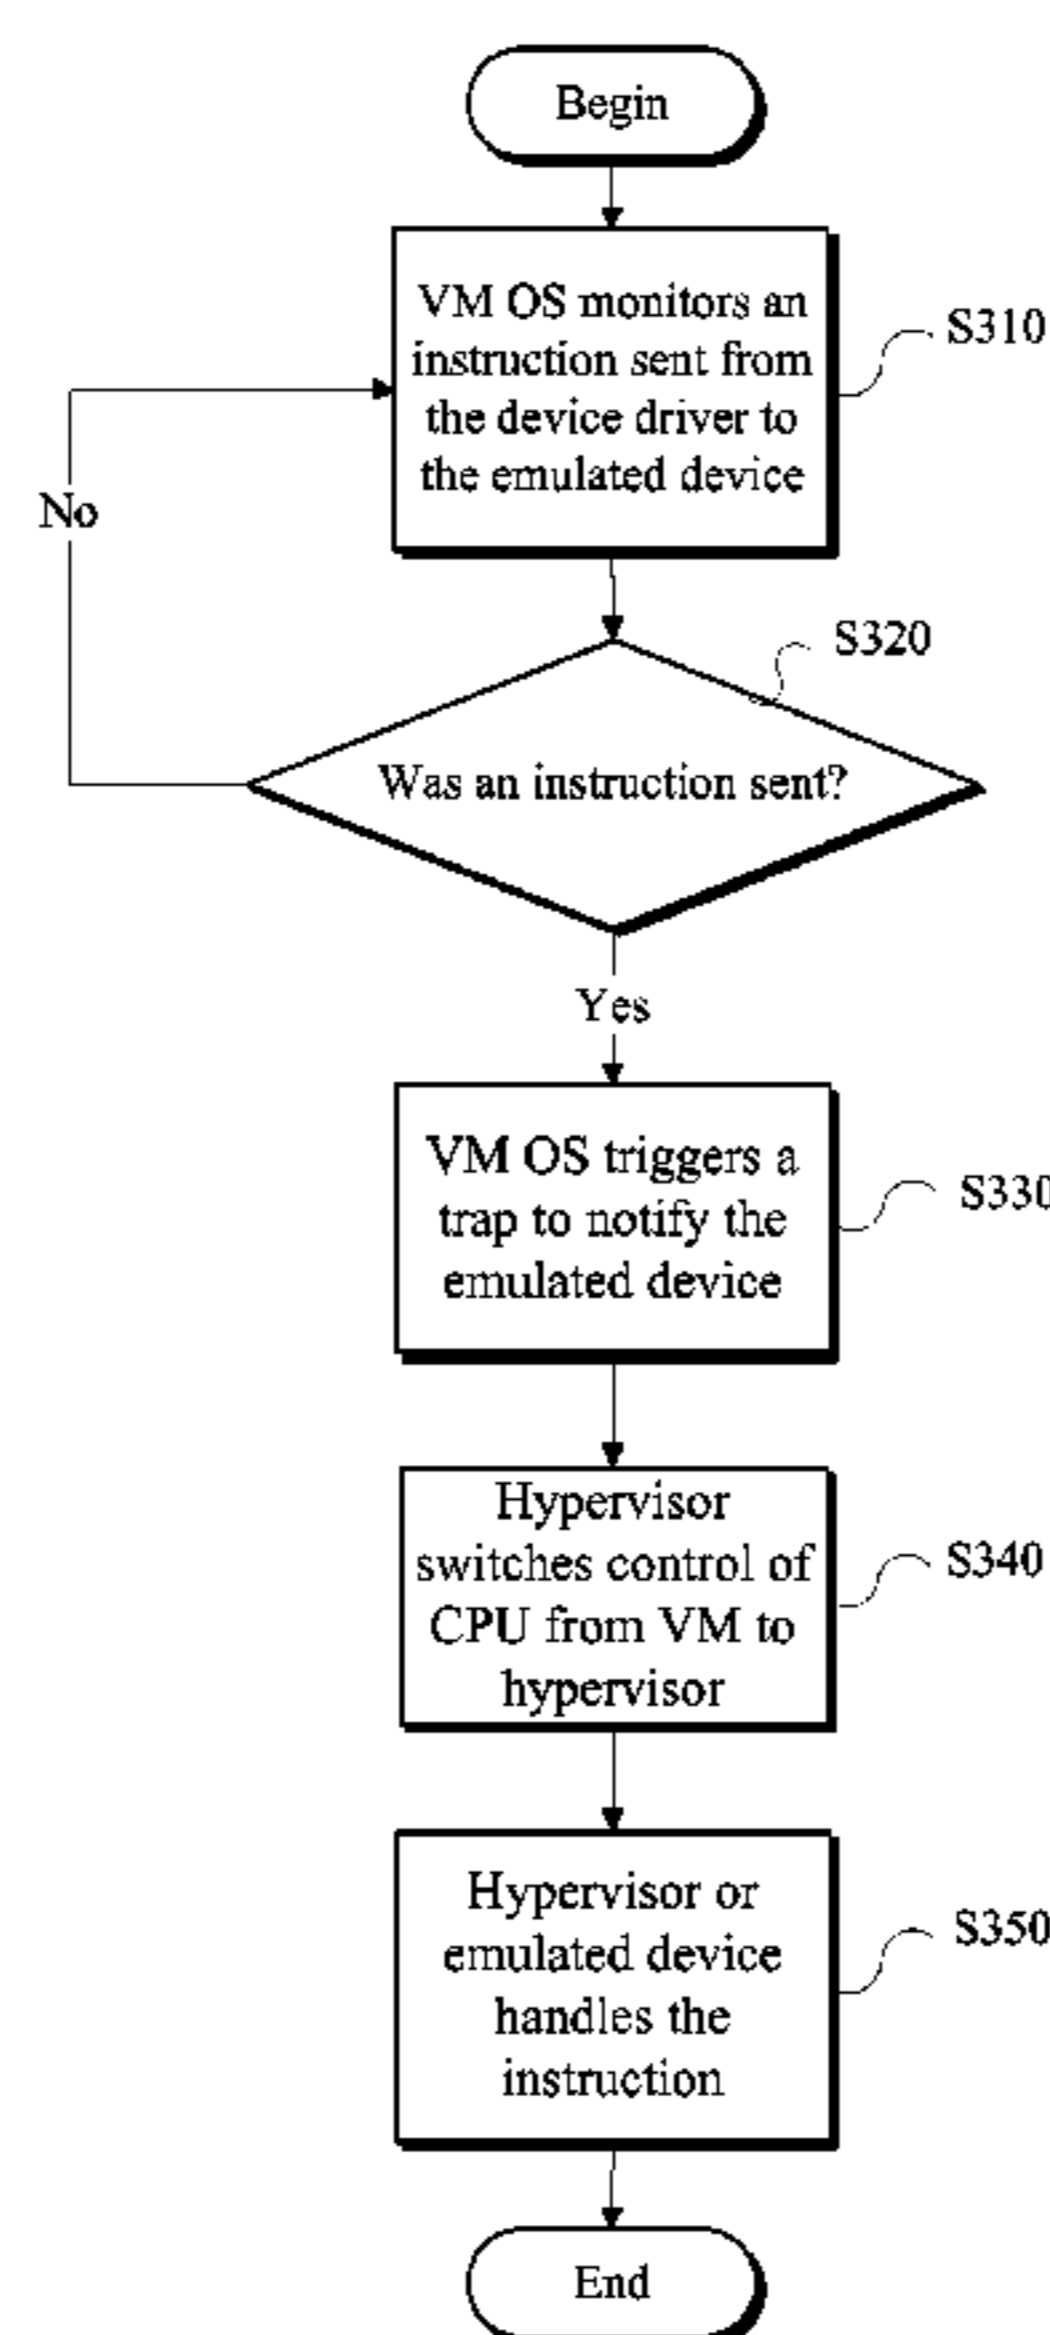 Begin
VM OS monitors an
instruction sent from
the device driver to
the emulated device
S310
No
S320
Was an instruction sent?
Yes
VM OS triggers a
trap to notify the
emulated device
S330
Hypervisor
switches control of
CPU from VM to
hypervisor
S340
Hypervisor or
emulated device
handles the
instruction
S350
End